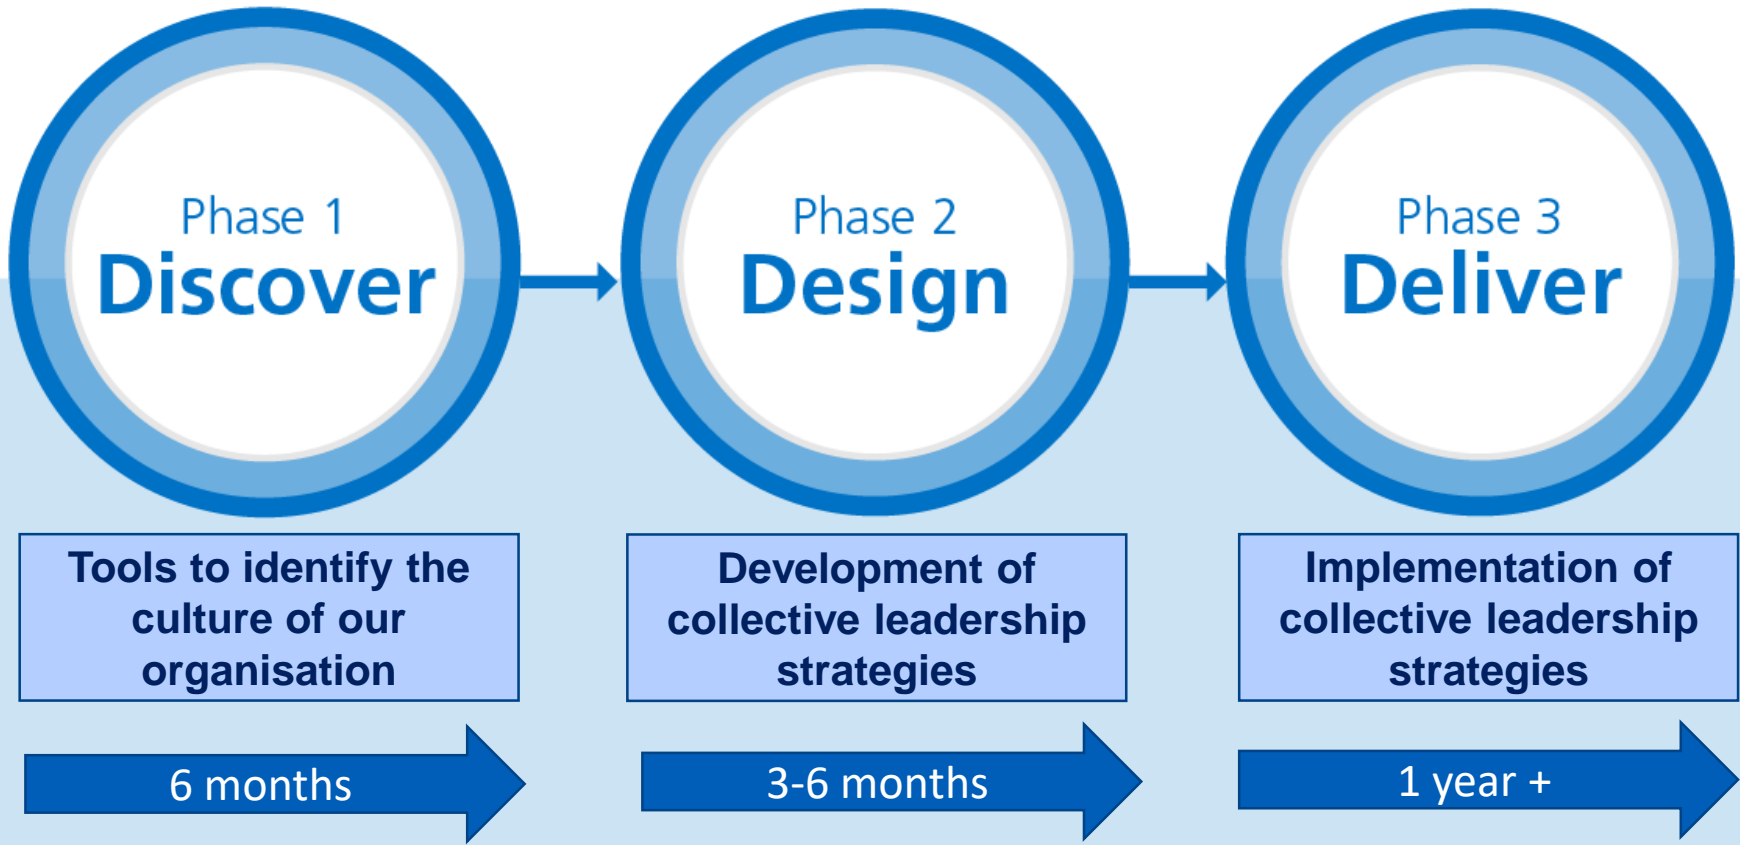 Phase 1
Discover
Phase 2
Design
Phase 3
Deliver
Tools to identify the
culture of our
organisation
Development of
collective leadership
strategies
Implementation of
collective leadership
strategies
6 months
3-6 months
1 year +